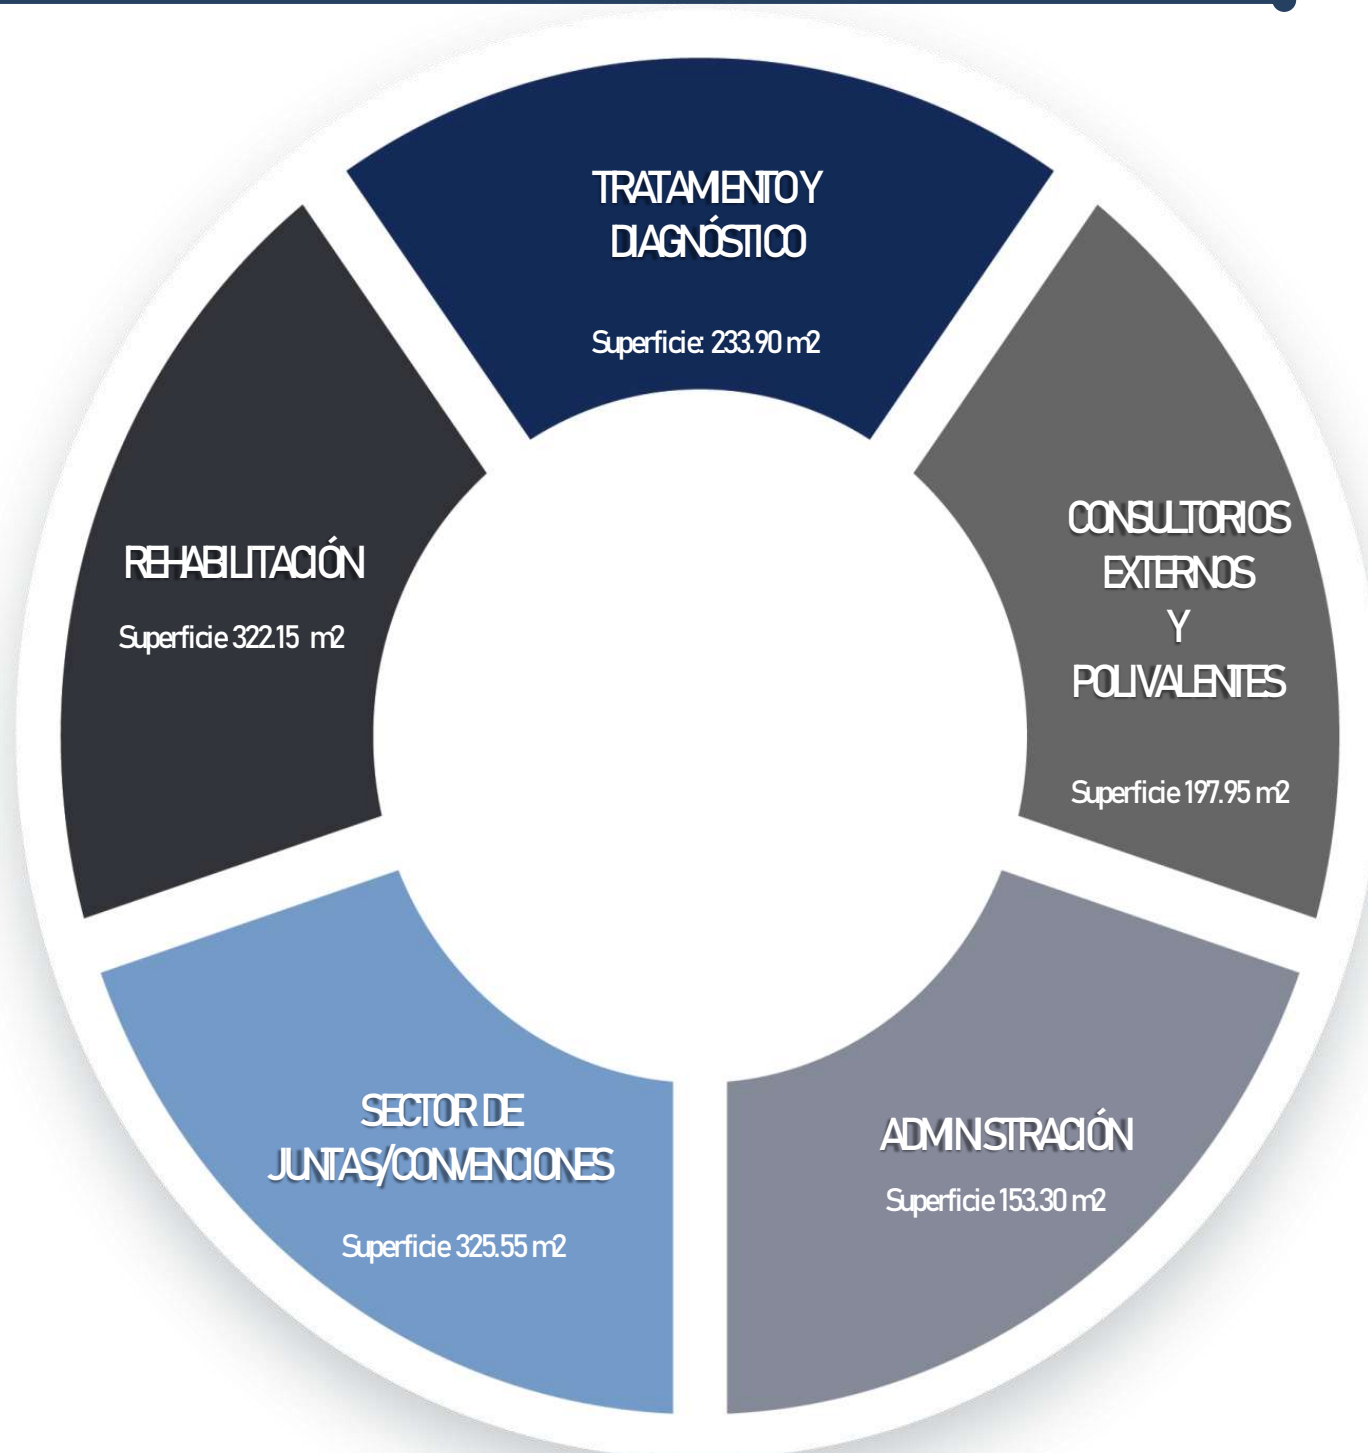 TRATAMIENTO Y
DIAGNÓSTICO
Superficie: 233.90 m2
CONSULTORIOS
EXTERNOS
Y
POLIVALENTES
Superficie 197.95 m2
ADMINISTRACIÓN
Superficie 153.30 m2
SECTOR DE
JUNTAS/CONVENCIONES
Superficie 325.55 m2
REHABILITACIÓN
Superficie 322.15 m2